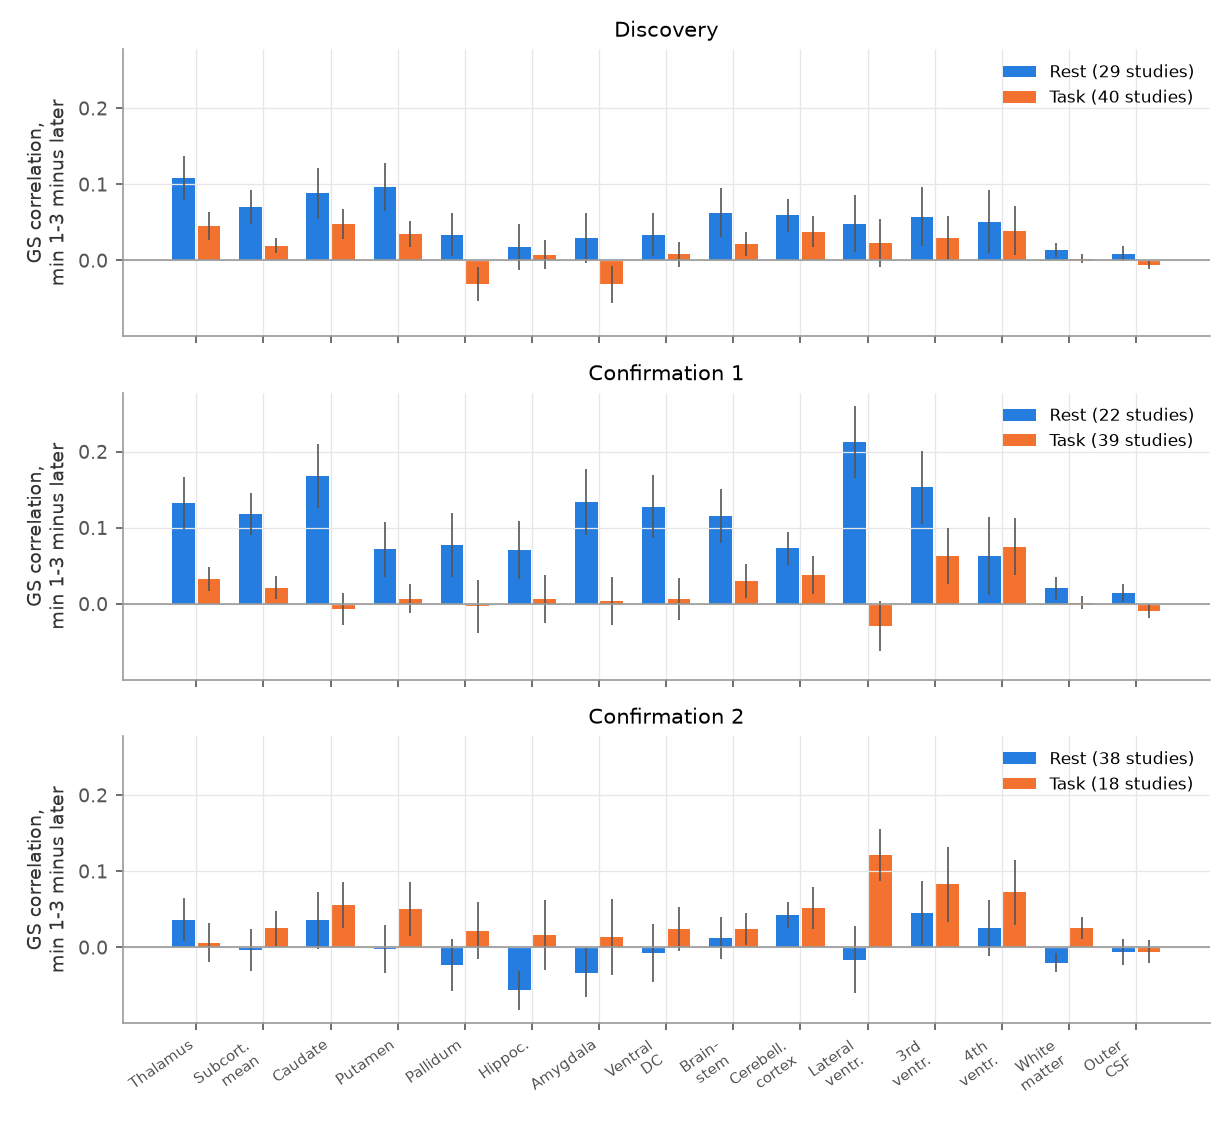 Discovery
GS correlation,
min 1-3 minus later
0.2
0.1
0.0
Rest (29 studies)
Task (40 studies)
Confirmation 1
GS correlation,
min 1-3 minus later
0.2
0.1
0.0
Rest (22 studies)
Task (39 studies)
Confirmation 2
GS correlation,
min 1-3 minus later
0.2
0.1
0.0
Rest (38 studies)
Task (18 studies)
Thalamus
Subcort.
mean
Caudate
Putamen
Pallidum
Hippoc.
Amygdala
Ventral
DC
Brain-
stem
Cerebell.
cortex
Lateral
ventr.
3rd
ventr.
4th
ventr.
White
matter
Outer
CSF